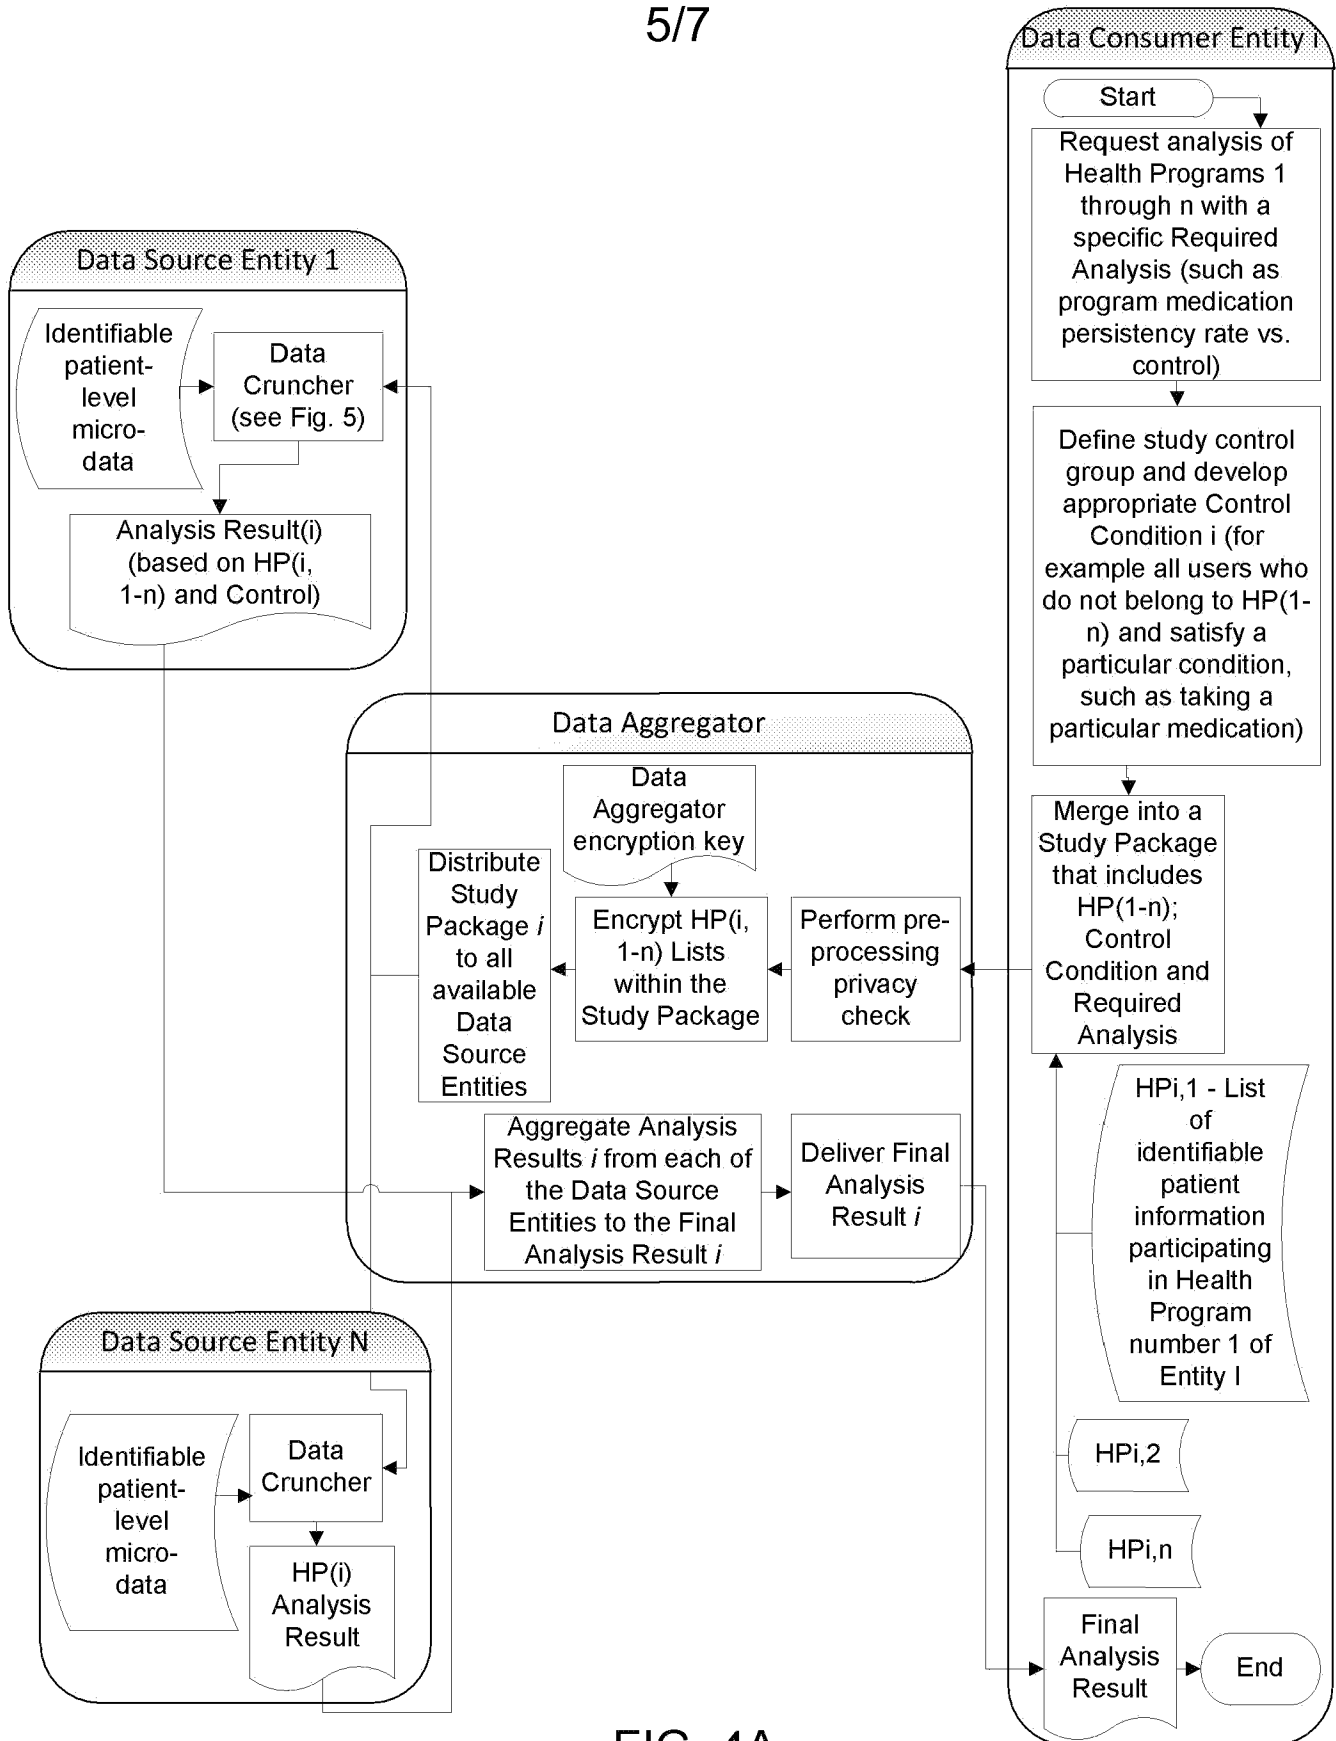 5/7
Data Consumer Entity i
Start
Request analysis of
Health Programs 1
through n with a
specific Required
Analysis (such as
program medication
persistency rate vs.
control)
Define study control
group and develop
appropriate Control
Condition i (for
example all users who
do not belong to HP(1-
n) and satisfy a
particular condition,
such as taking a
particular medication)
Merge into a
Study Package
that includes
HP(1-n);
Control
Condition and
Required
Analysis
HPi,1 - List
of
identifiable
patient
information
participating
in Health
Program
number 1 of
Entity I
HPi,2
HPi,n
Final
Analysis
Result
End
Data Source Entity 1
Identifiable
patient-
level
micro-
data
Data
Cruncher
(see Fig. 5)
Analysis Result(i)
(based on HP(i,
1-n) and Control)
Data Aggregator
Data
Aggregator
encryption key
Distribute
Study
Package i
to all
available
Data
Source
Entities
Encrypt HP(i,
1-n) Lists
within the
Study Package
Perform pre-
processing
privacy
check
Aggregate Analysis
Results i from each of
the Data Source
Entities to the Final
Analysis Result i
Deliver Final
Analysis
Result i
Data Source Entity N
Identifiable
patient-
level
micro-
data
Data
Cruncher
HP(i)
Analysis
Result
FIG. 4A